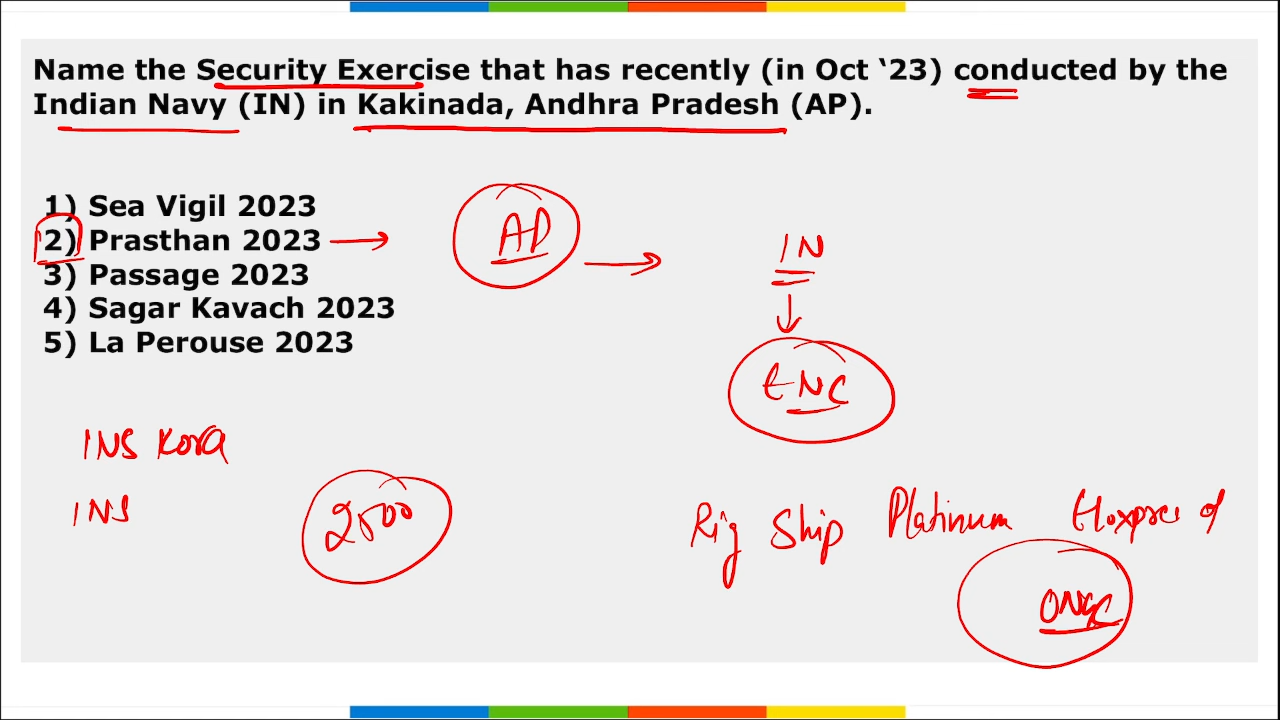 Name the Security Exercise that has recently (in Oct ‘23) conducted by the
Indian Navy (IN) in Kakinada, Andhra Pradesh (AP).
1) Sea Vigil 2023
2) Prasthan 2023
3) Passage 2023
4) Sagar Kavach 2023
5) La Perouse 2023
AP
IN
ENC
INS Kora
INS
2500
Rig Ship Platinum of
ONGC